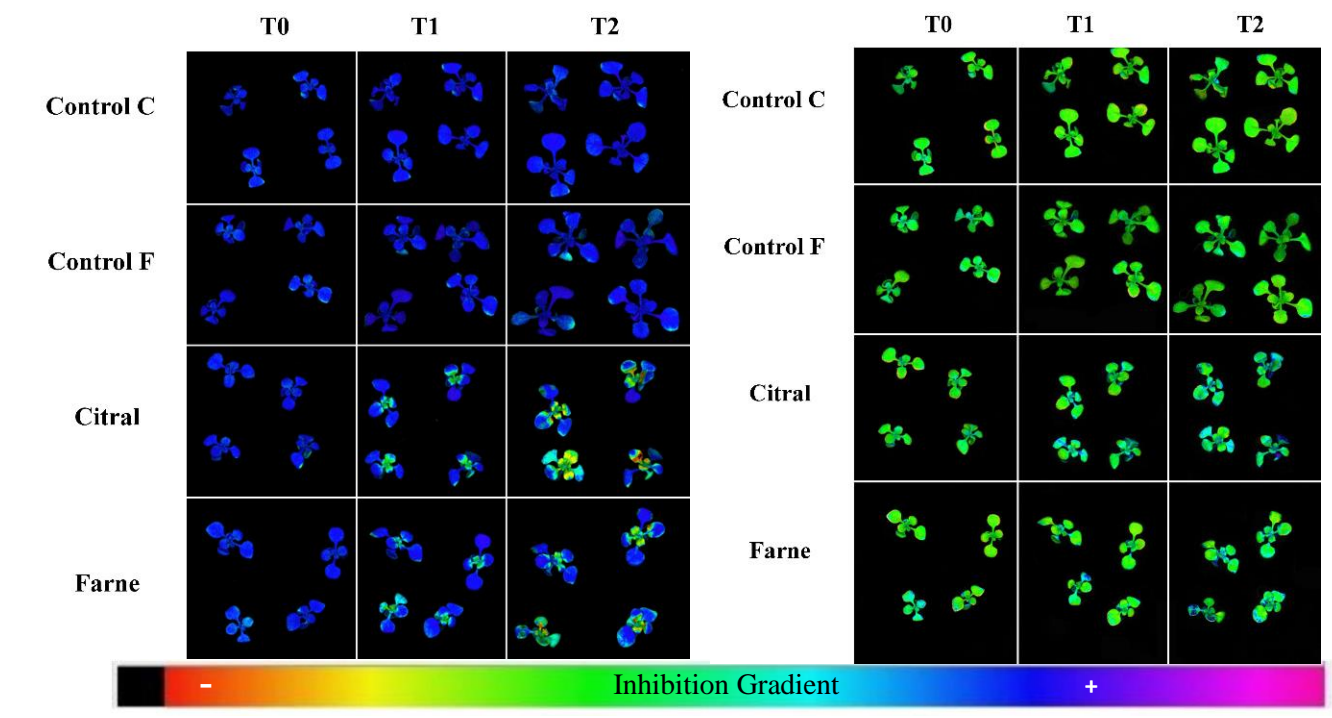 T0 T1 T2
Control C
Control F
Citral
Farne
T0 T1 T2
Control C
Control F
Citral
Farne
- Inhibition Gradient +